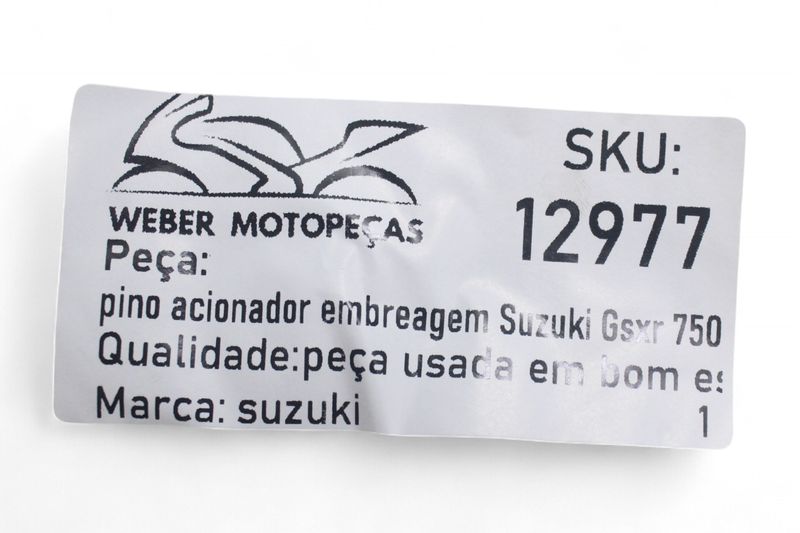 WEBER MOTOPEÇAS
SKU:
12977
Peça:
pino acionador embreagem Suzuki Gsxr 750
Qualidade:peça usada em bom es
Marca: suzuki
1